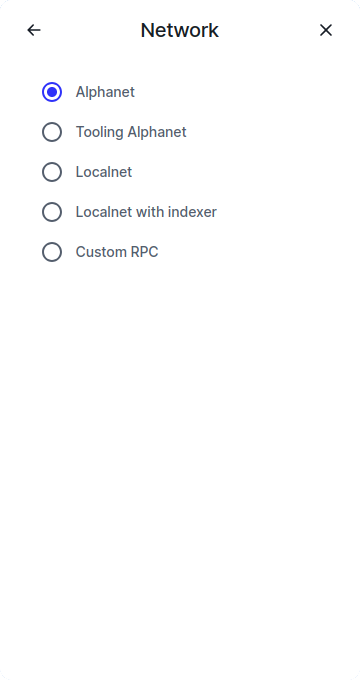 Network
Alphanet
Tooling Alphanet
Localnet
Localnet with indexer
Custom RPC